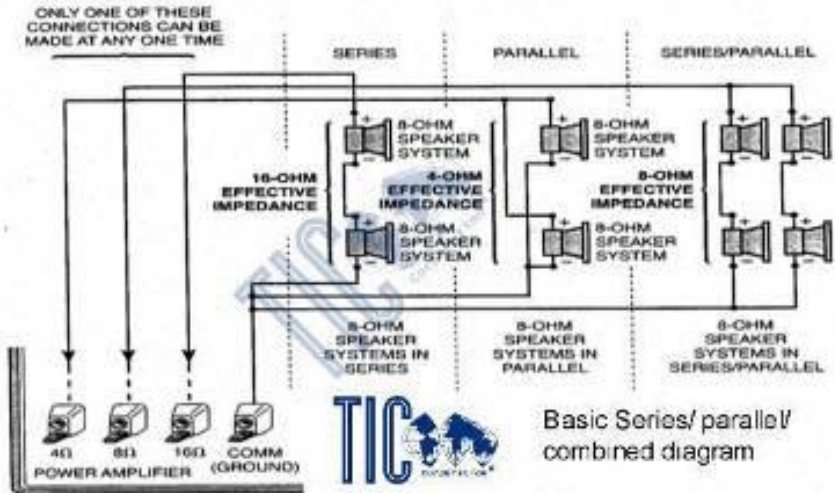 ONLY ONE OF THESE
CONNECTIONS CAN BE
MADE AT ANY ONE TIME
SERIES
PARALLEL
SERIES/PARALLEL
+
8-OHM
SPEAKER
SYSTEM
–
16-OHM
EFFECTIVE
IMPEDANCE
+
8-OHM
SPEAKER
SYSTEM
–
4-OHM
EFFECTIVE
IMPEDANCE
+
8-OHM
SPEAKER
SYSTEM
–
+
8-OHM
SPEAKER
SYSTEM
–
8-OHM
EFFECTIVE
IMPEDANCE
+ +
– –
+ +
– –
TIC
8-OHM
SPEAKER
SYSTEMS IN
SERIES
8-OHM
SPEAKER
SYSTEMS IN
PARALLEL
8-OHM
SPEAKER
SYSTEMS IN
SERIES/PARALLEL
4Ω 8Ω 16Ω COMM
(GROUND)
POWER AMPLIFIER
TIC
Basic Series/ parallel/
combined diagram